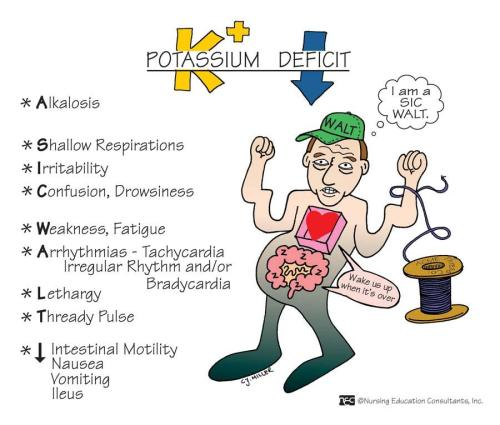 K+
POTASSIUM DEFICIT
I am a
SIC
WALT.
WALT
* Alkalosis
* Shallow Respirations
* Irritability
* Confusion, Drowsiness
* Weakness, Fatigue
* Arrhythmias - Tachycardia
Irregular Rhythm and/or
Bradycardia
* Lethargy
* Thready Pulse
* ↓ Intestinal Motility
Nausea
Vomiting
Ileus
z z z z z z
Wake us up
when it's over
C.J. MILLER
NEC ©Nursing Education Consultants, Inc.